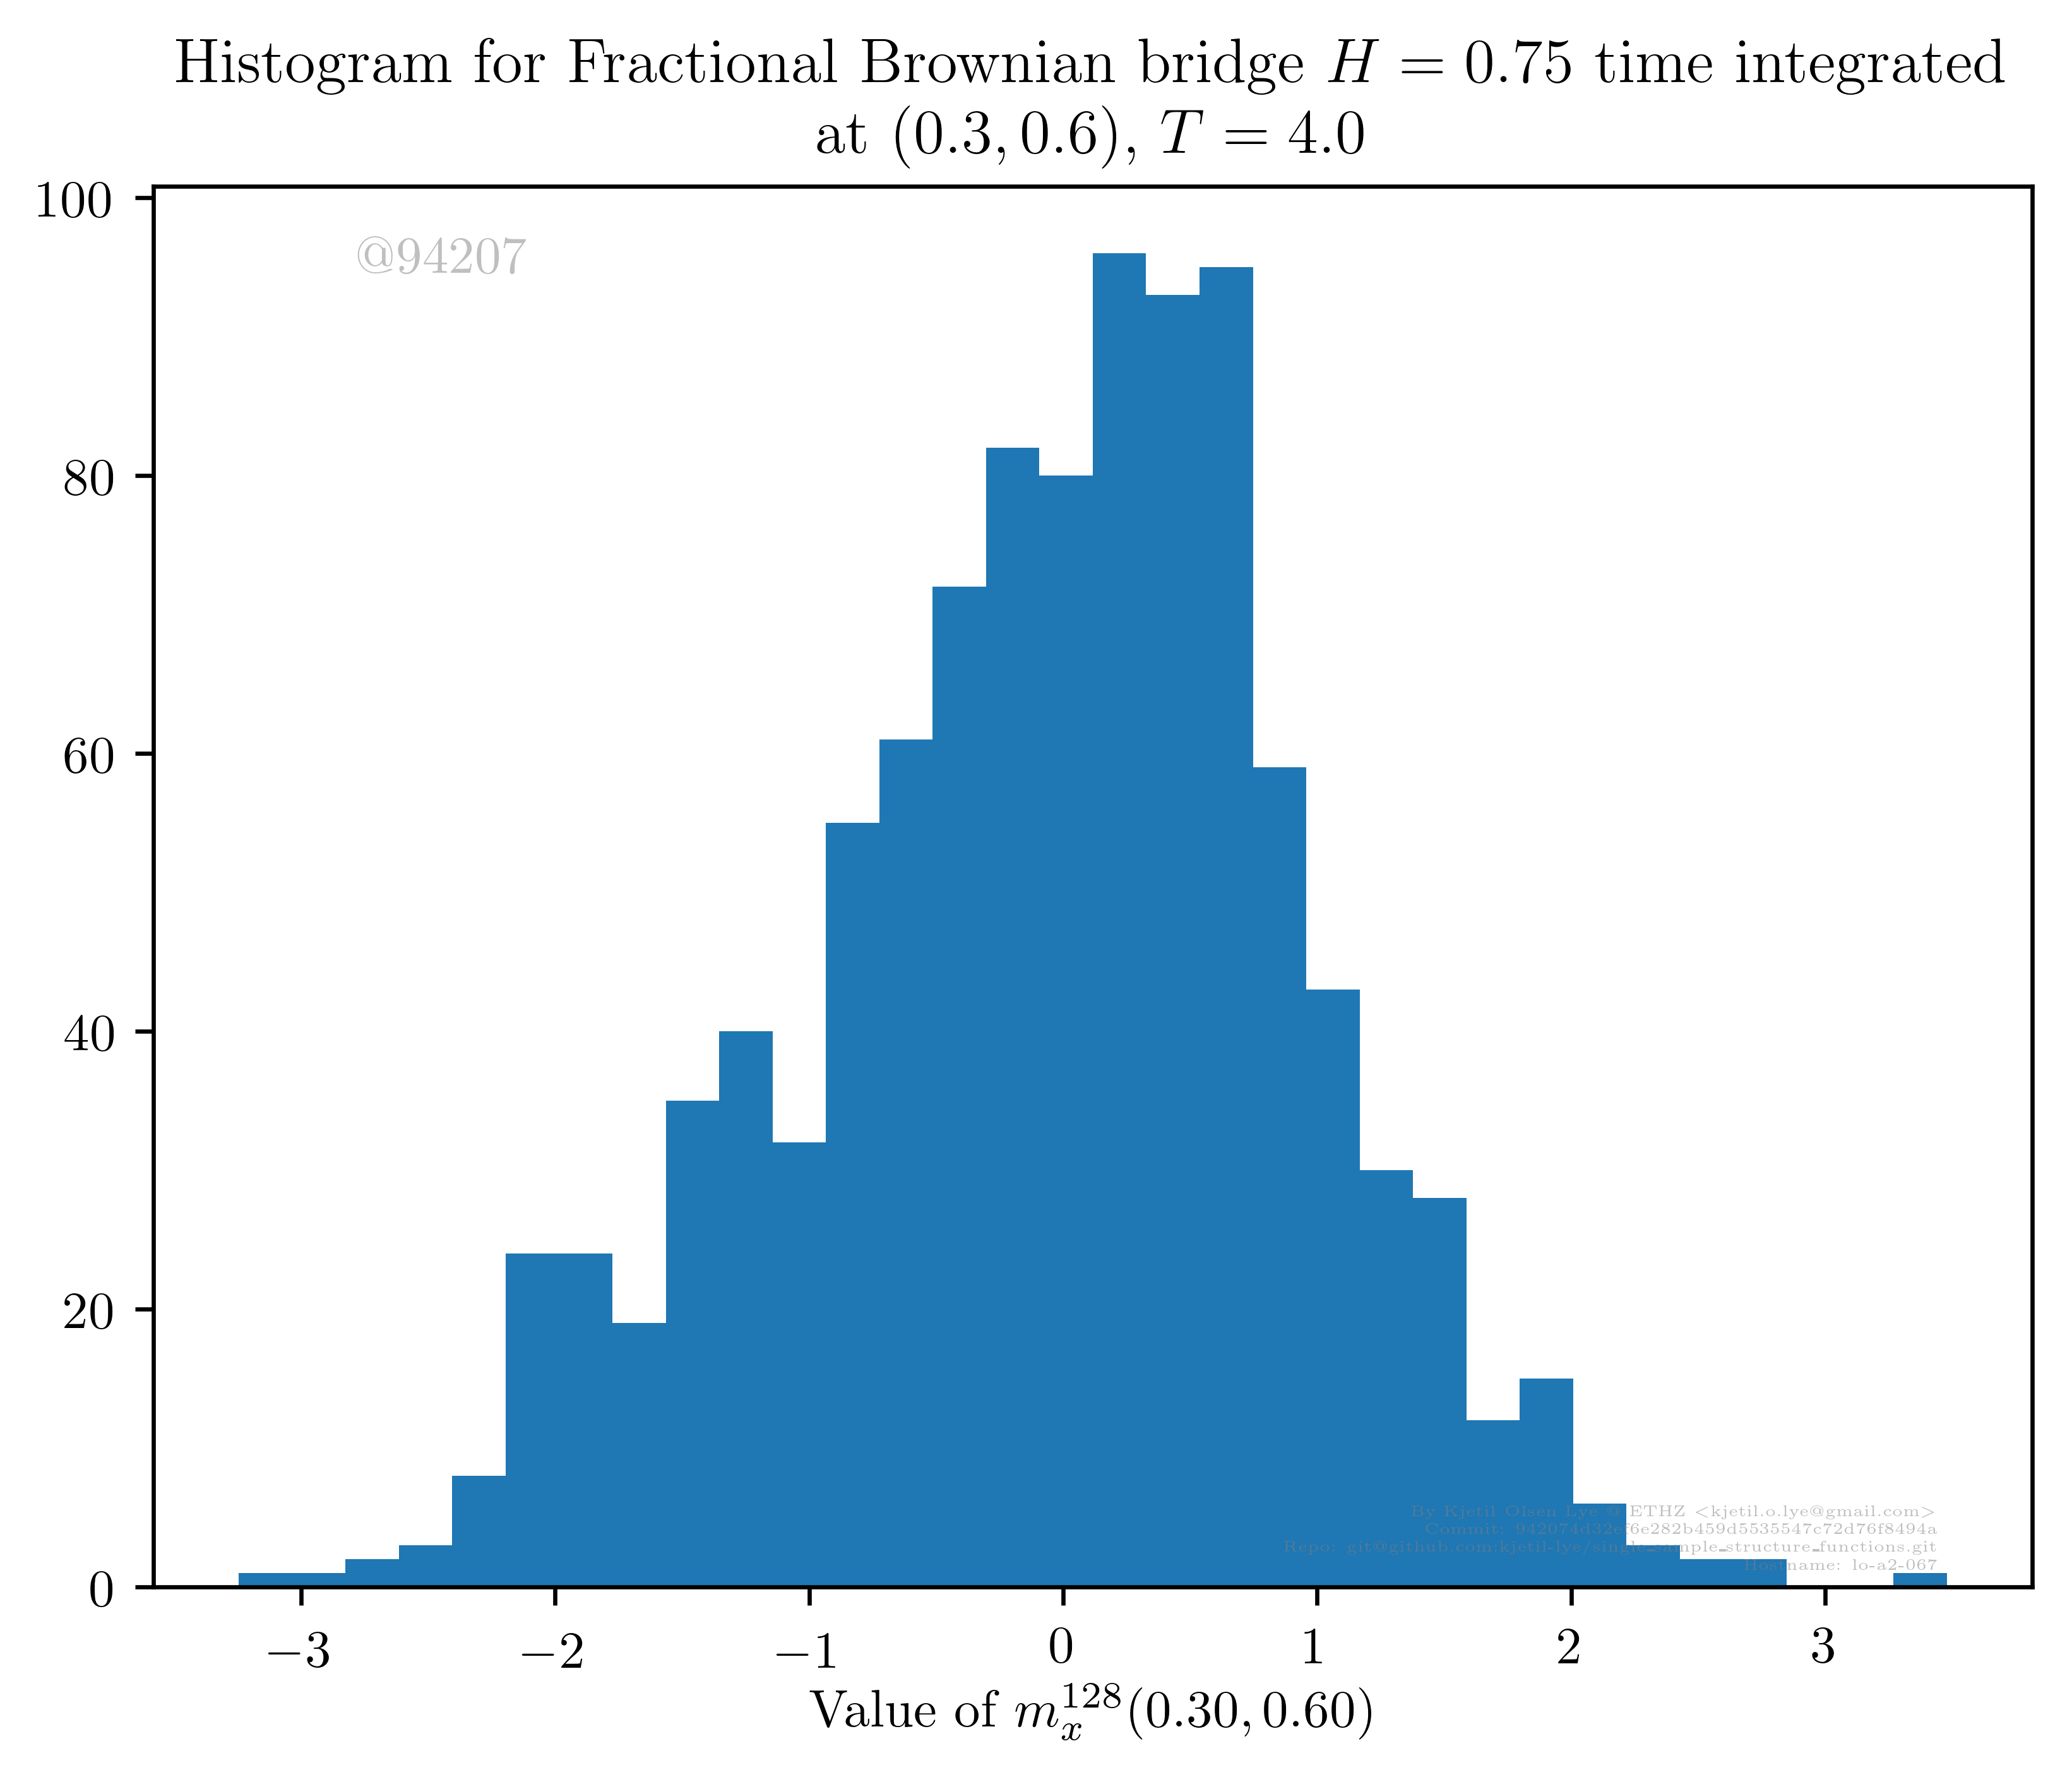 Histogram for Fractional Brownian bridge H = 0.75 time integrated
at (0.3, 0.6), T = 4.0
100
@94207
80
60
40
20
0
By Kjetil Olsen Lye @ ETHZ <kjetil.o.lye@gmail.com>
Commit: 942074d32ef6e282b459d5535547c72d76f8494a
Repo: git@github.com:kjetil-lye/single_sample_structure_functions.git
Hostname: lo-a2-067
−3 −2 −1 0 1 2 3
Value of m_x^128(0.30, 0.60)